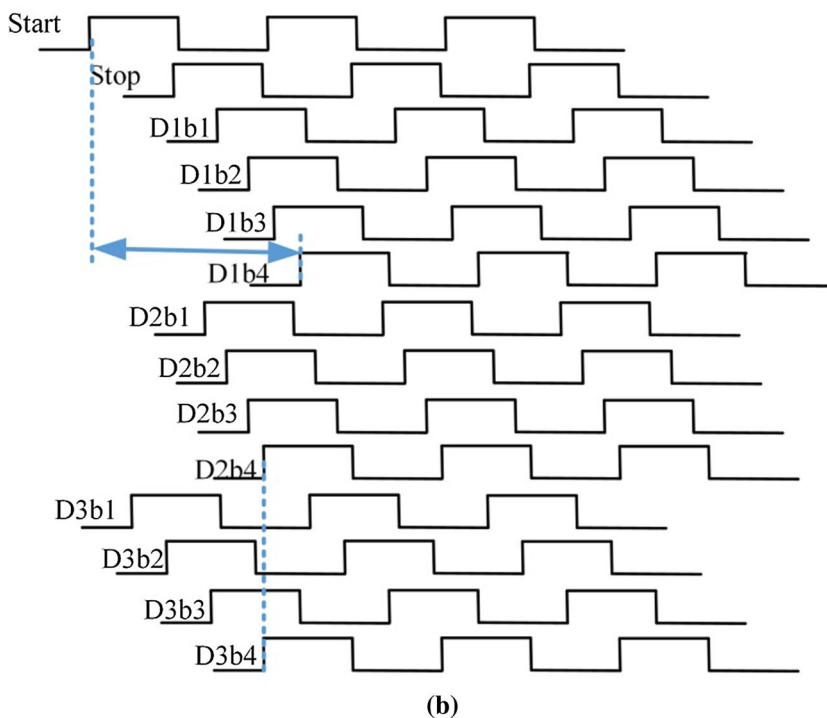 Start
Stop
D1b1
D1b2
D1b3
D1b4
D2b1
D2b2
D2b3
D2b4
D3b1
D3b2
D3b3
D3b4
(b)